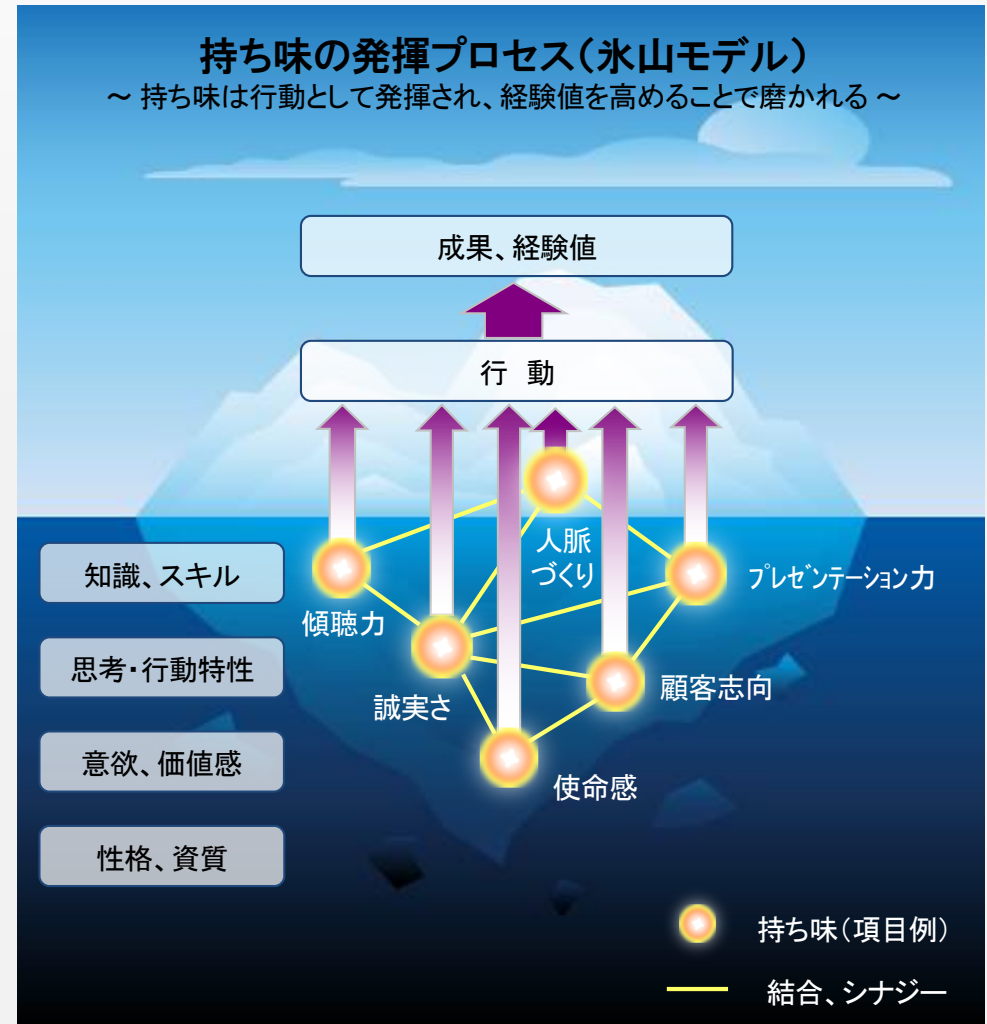 持ち味の発揮プロセス（氷山モデル）
～ 持ち味は行動として発揮され、経験値を高めることで磨かれる ～
成果、経験値
行 動
人脈
づくり
知識、スキル
ﾌﾟﾚｾﾞﾝﾃｰｼｮﾝ力
傾聴力
思考・行動特性
顧客志向
誠実さ
意欲、価値感
使命感
性格、資質
持ち味（項目例）
結合、シナジー